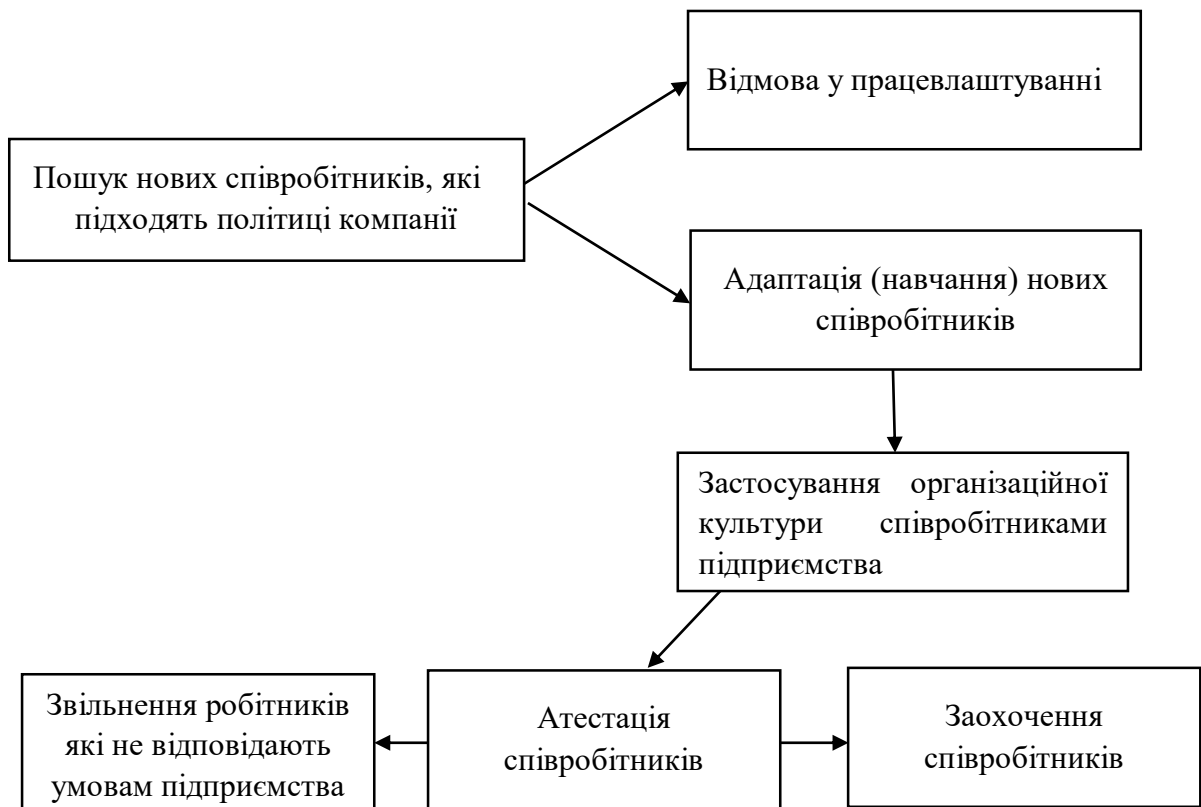 Відмова у працевлаштуванні
Пошук нових співробітників, які
підходять політиці компанії
Адаптація (навчання) нових
співробітників
Застосування організаційної
культури співробітниками
підприємства
Звільнення робітників
які не відповідають
умовам підприємства
Атестація
співробітників
Заохочення
співробітників